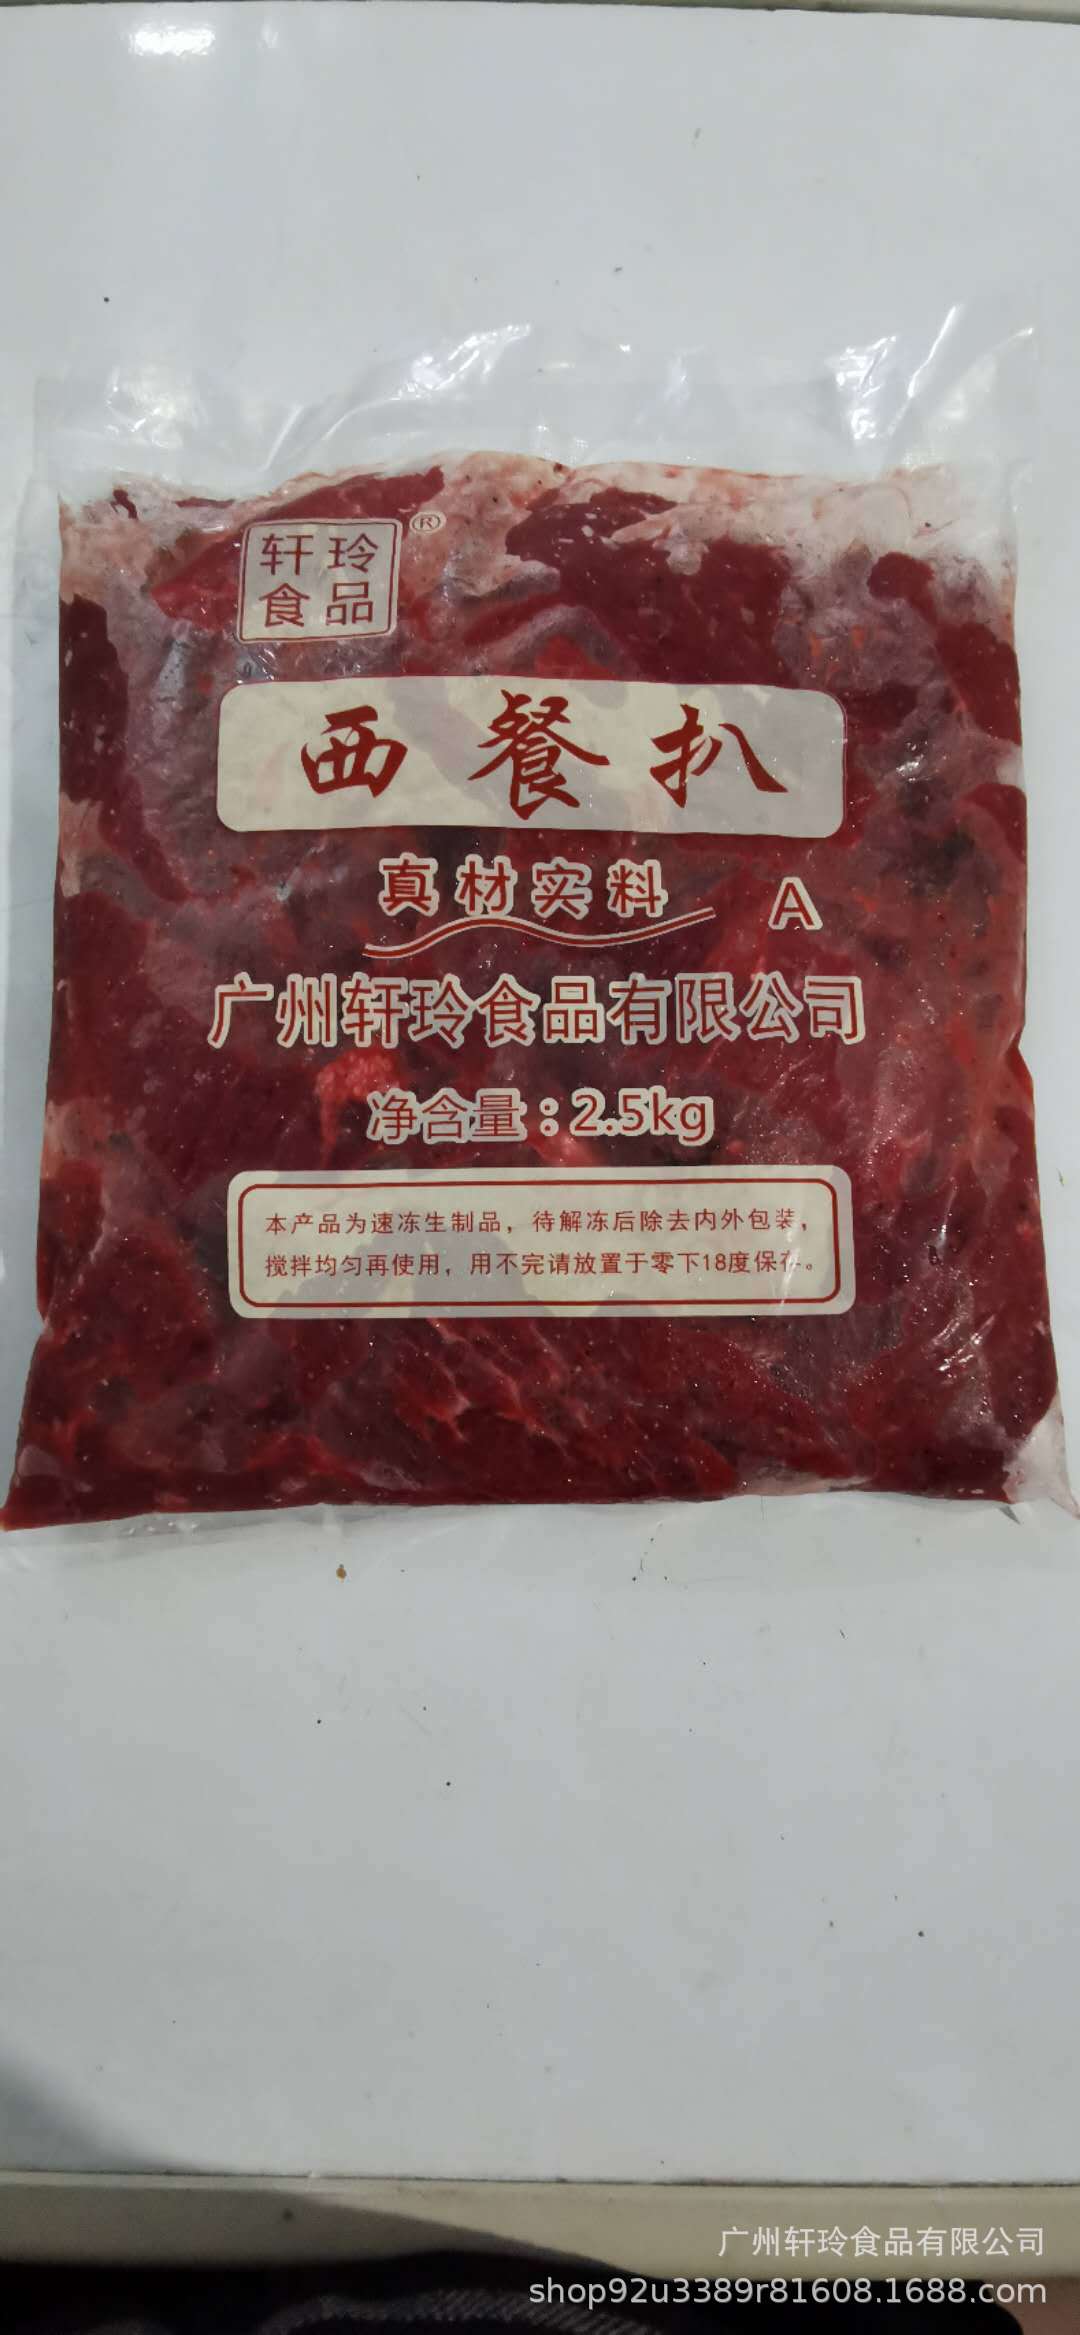 轩玲
食品
®
西餐扒
真材实料 A
广州轩玲食品有限公司
净含量：2.5kg
本产品为速冻生制品，待解冻后除去内外包装，
搅拌均匀再使用，用不完请放置于零下18度保存。
广州轩玲食品有限公司
shop92u3389r81608.1688.com